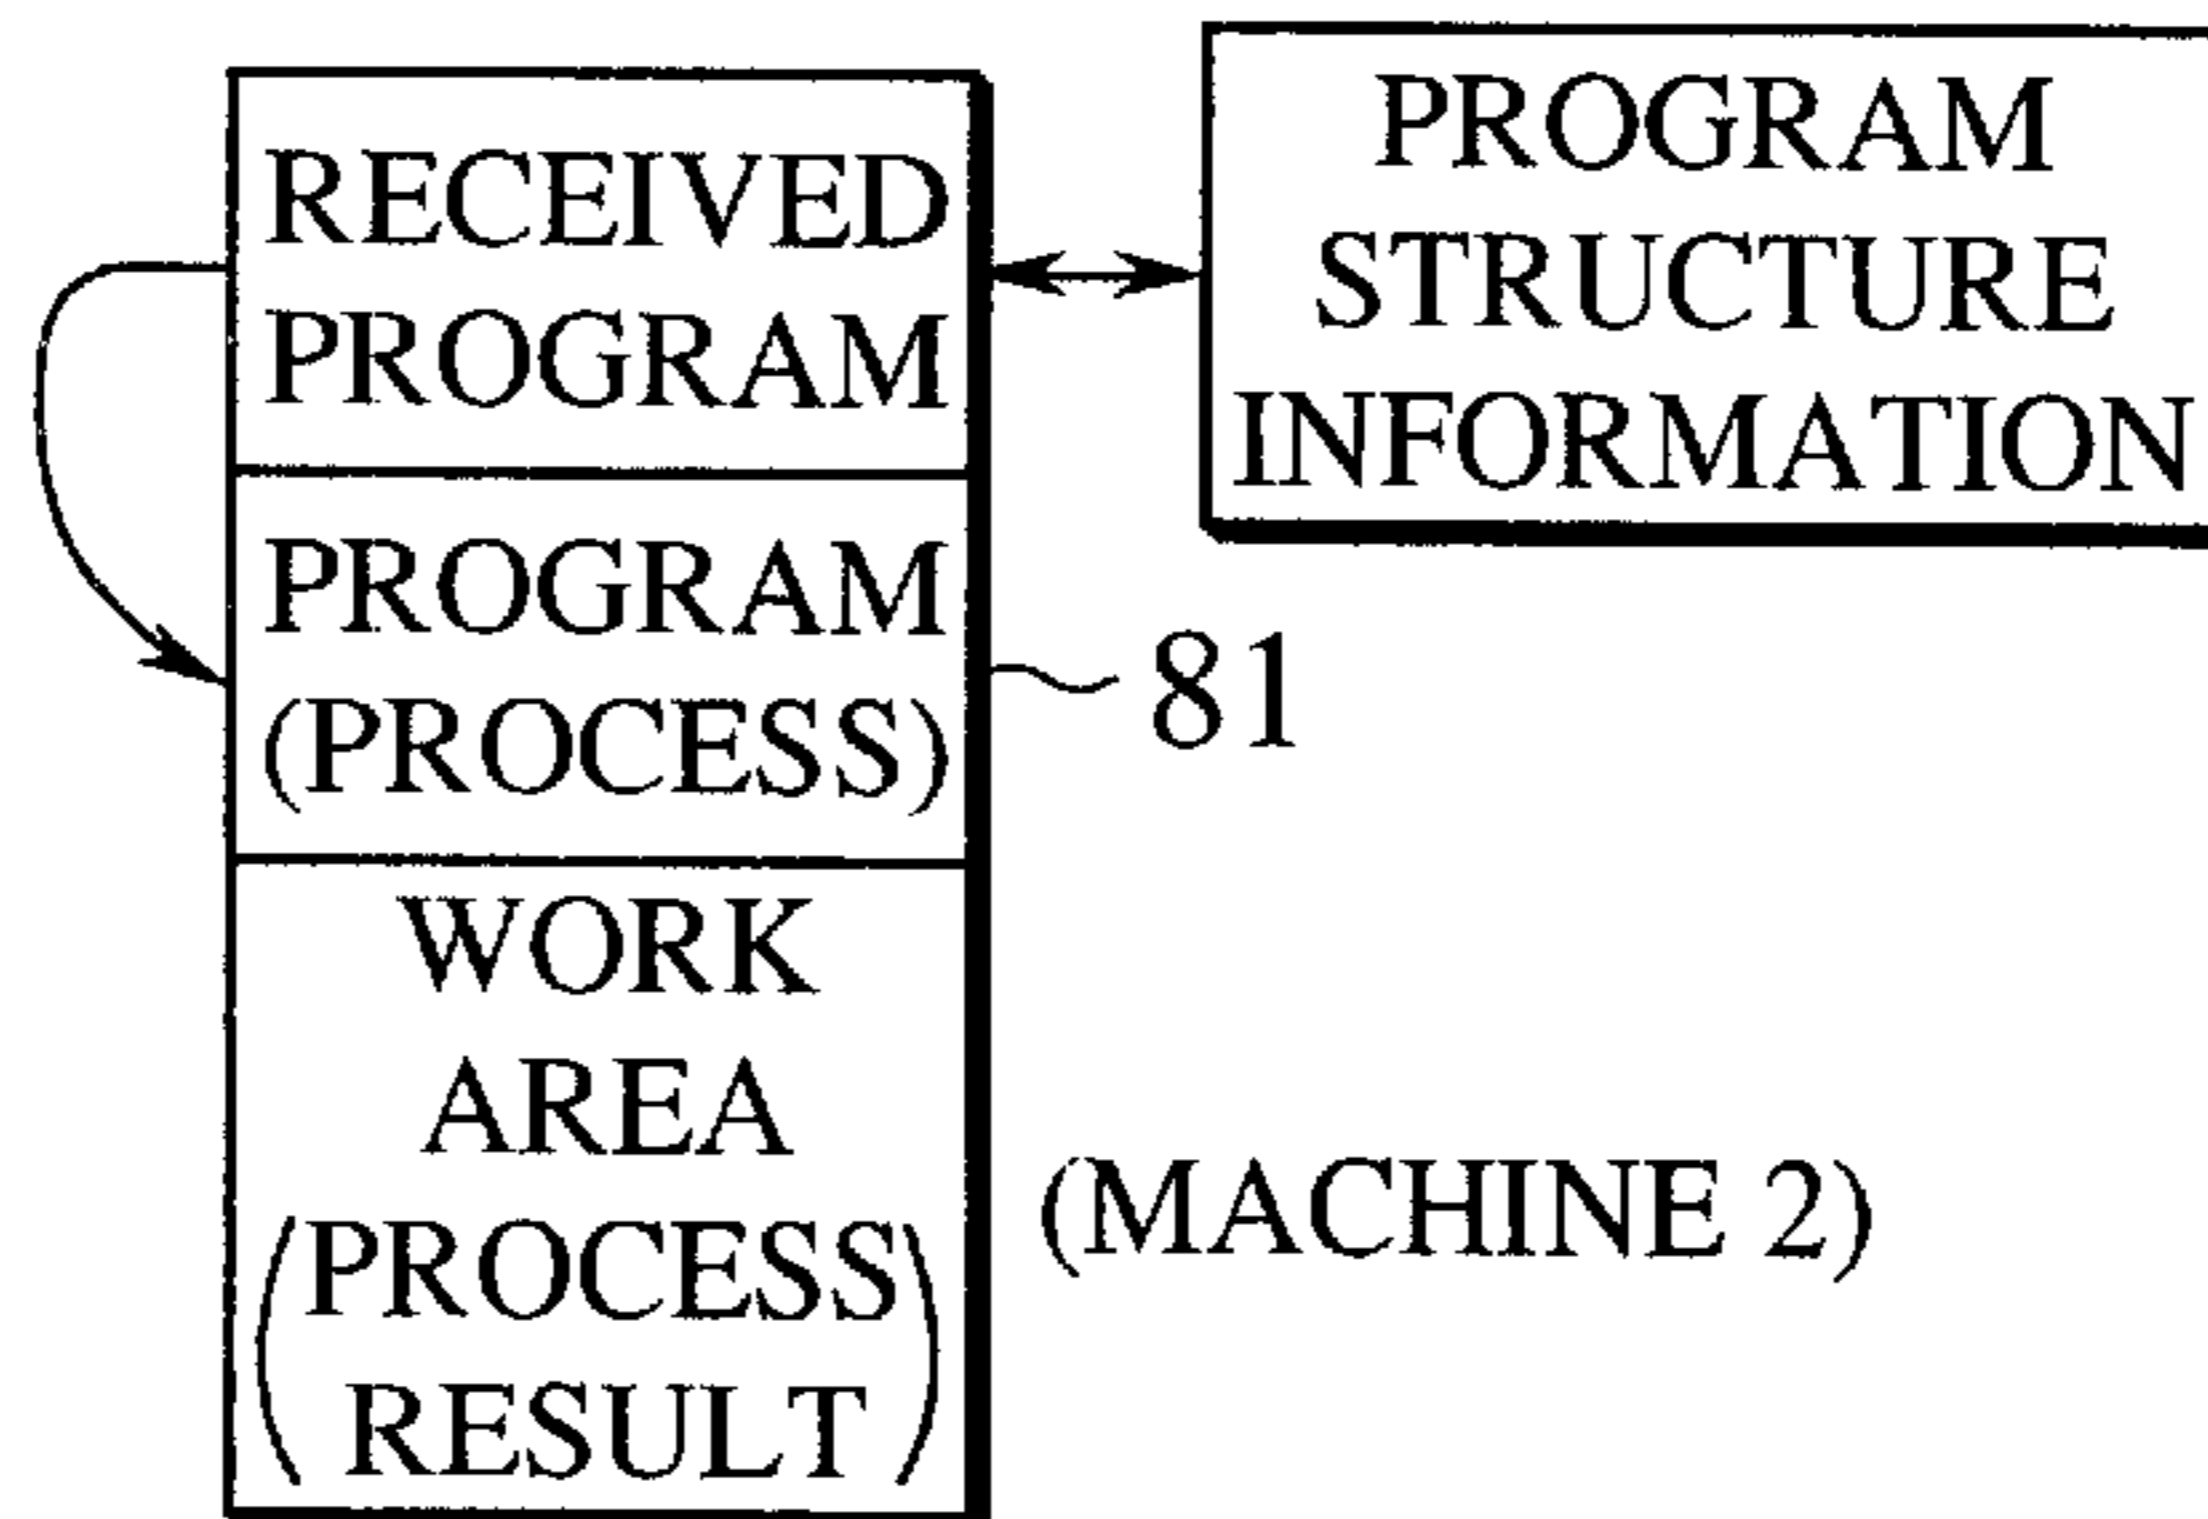 RECEIVED
PROGRAM
PROGRAM
(PROCESS)
WORK
AREA
(PROCESS
RESULT)
PROGRAM
STRUCTURE
INFORMATION
81
(MACHINE 2)